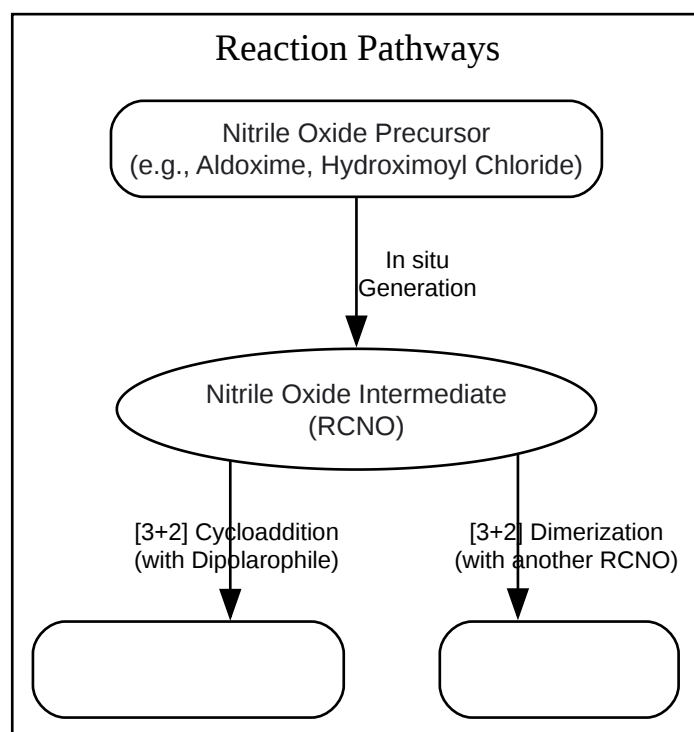 Reaction Pathways
Nitrile Oxide Precursor
(e.g., Aldoxime, Hydroximoyl Chloride)
In situ
Generation
Nitrile Oxide Intermediate
(RCNO)
[3+2] Cycloaddition
(with Dipolarophile)
[3+2] Dimerization
(with another RCNO)